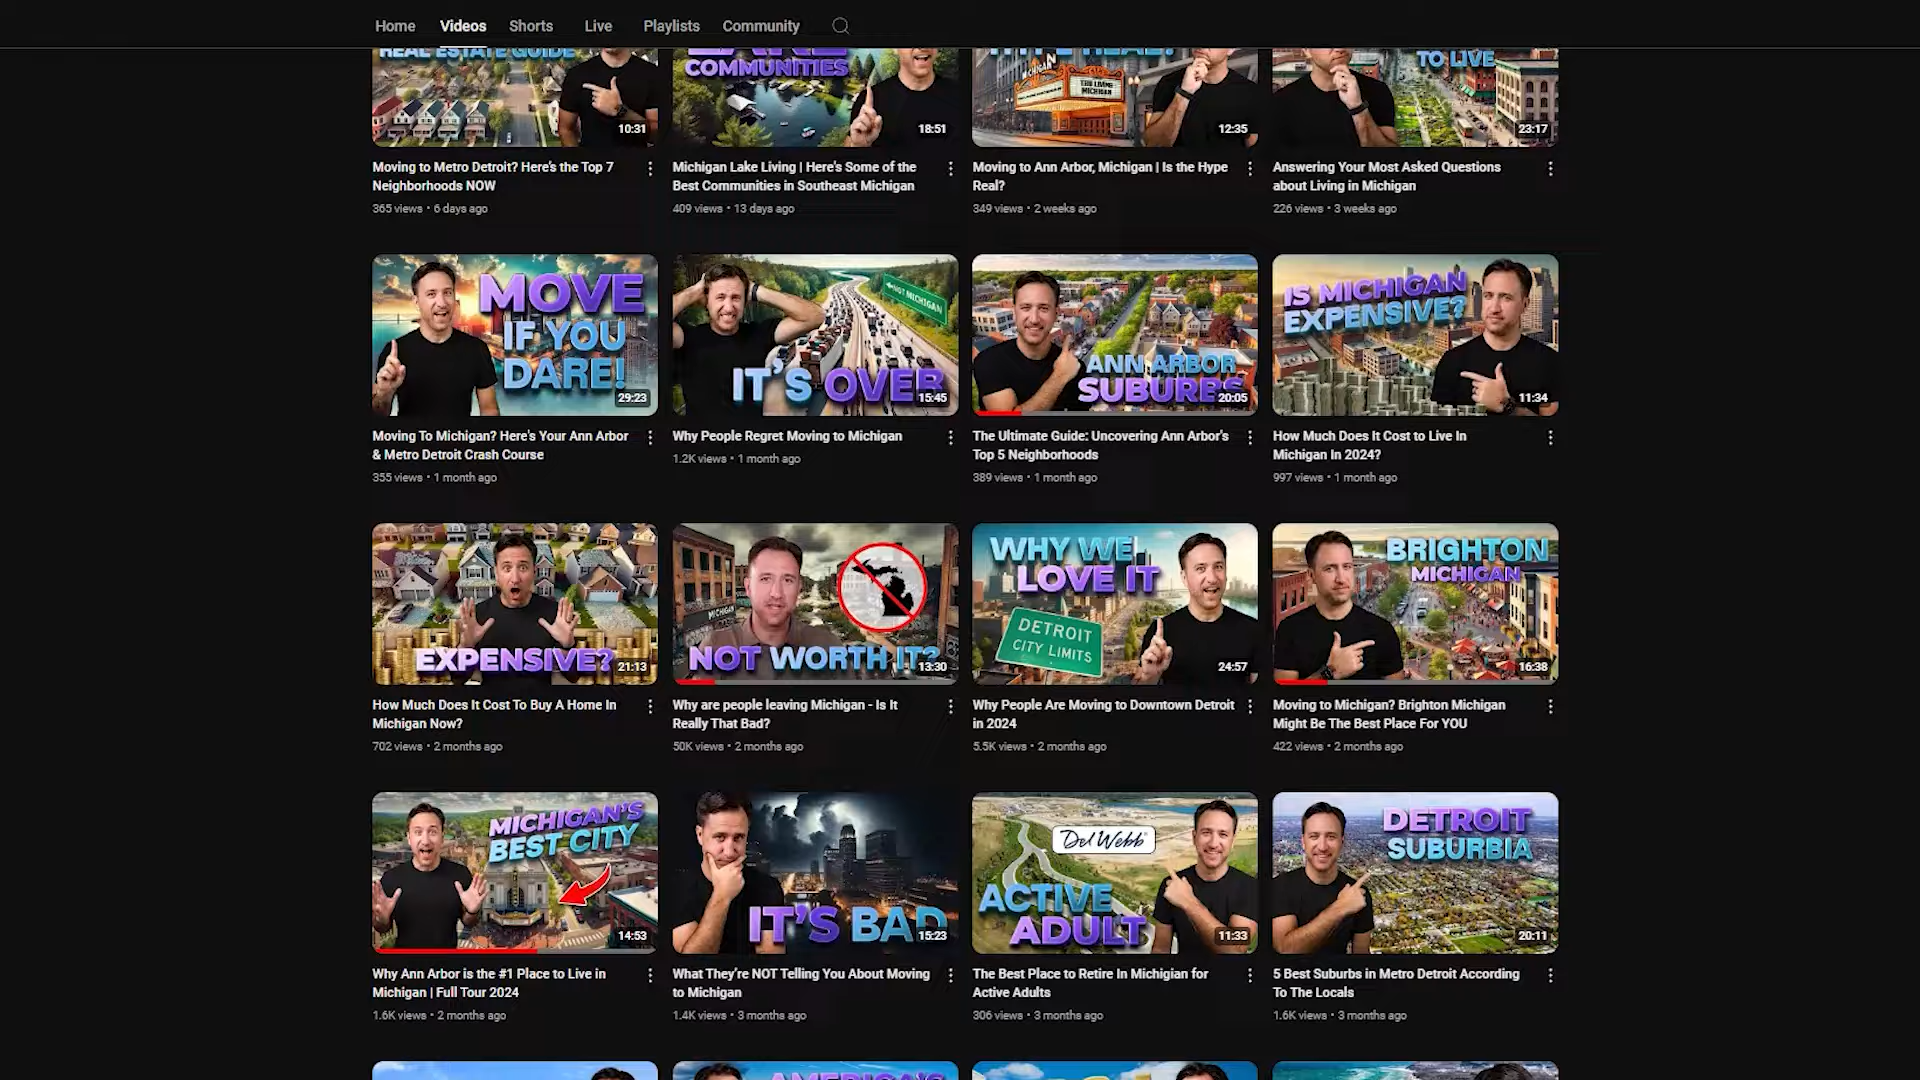 Home Videos Shorts Live Playlists Community
REAL ESTATE GUIDE
10:31
Moving to Metro Detroit? Here's the Top 7
Neighborhoods NOW
365 views • 6 days ago
LAKE
COMMUNITIES
18:51
Michigan Lake Living | Here's Some of the
Best Communities in Southeast Michigan
409 views • 13 days ago
HYPE REAL?
MICHIGAN
12:35
Moving to Ann Arbor, Michigan | Is the Hype
Real?
349 views • 2 weeks ago
TO LIVE
23:17
Answering Your Most Asked Questions
about Living in Michigan
226 views • 3 weeks ago
MOVE
IF YOU
DARE!
29:23
Moving To Michigan? Here's Your Ann Arbor
& Metro Detroit Crash Course
355 views • 1 month ago
NOT MICHIGAN
IT'S OVER
15:45
Why People Regret Moving to Michigan
1.2K views • 1 month ago
ANN ARBOR
SUBURBS
20:05
The Ultimate Guide: Uncovering Ann Arbor's
Top 5 Neighborhoods
389 views • 1 month ago
IS MICHIGAN
EXPENSIVE?
11:34
How Much Does It Cost to Live In
Michigan In 2024?
997 views • 1 month ago
EXPENSIVE?
21:13
How Much Does It Cost To Buy A Home In
Michigan Now?
702 views • 2 months ago
MICHIGAN
NOT WORTH IT?
13:30
Why are people leaving Michigan - Is It
Really That Bad?
50K views • 2 months ago
WHY WE
LOVE IT
DETROIT
CITY LIMITS
24:57
Why People Are Moving to Downtown Detroit
in 2024
5.5K views • 2 months ago
BRIGHTON
MICHIGAN
16:38
Moving to Michigan? Brighton Michigan
Might Be The Best Place For YOU
422 views • 2 months ago
MICHIGAN'S
BEST CITY
14:53
Why Ann Arbor is the #1 Place to Live in
Michigan | Full Tour 2024
1.6K views • 2 months ago
IT'S BAD
15:23
What They're NOT Telling You About Moving
to Michigan
1.4K views • 3 months ago
Del Webb
ACTIVE
ADULT
11:33
The Best Place to Retire In Michigian for
Active Adults
306 views • 3 months ago
DETROIT
SUBURBIA
20:11
5 Best Suburbs in Metro Detroit According
To The Locals
1.6K views • 3 months ago
AMERICA'S